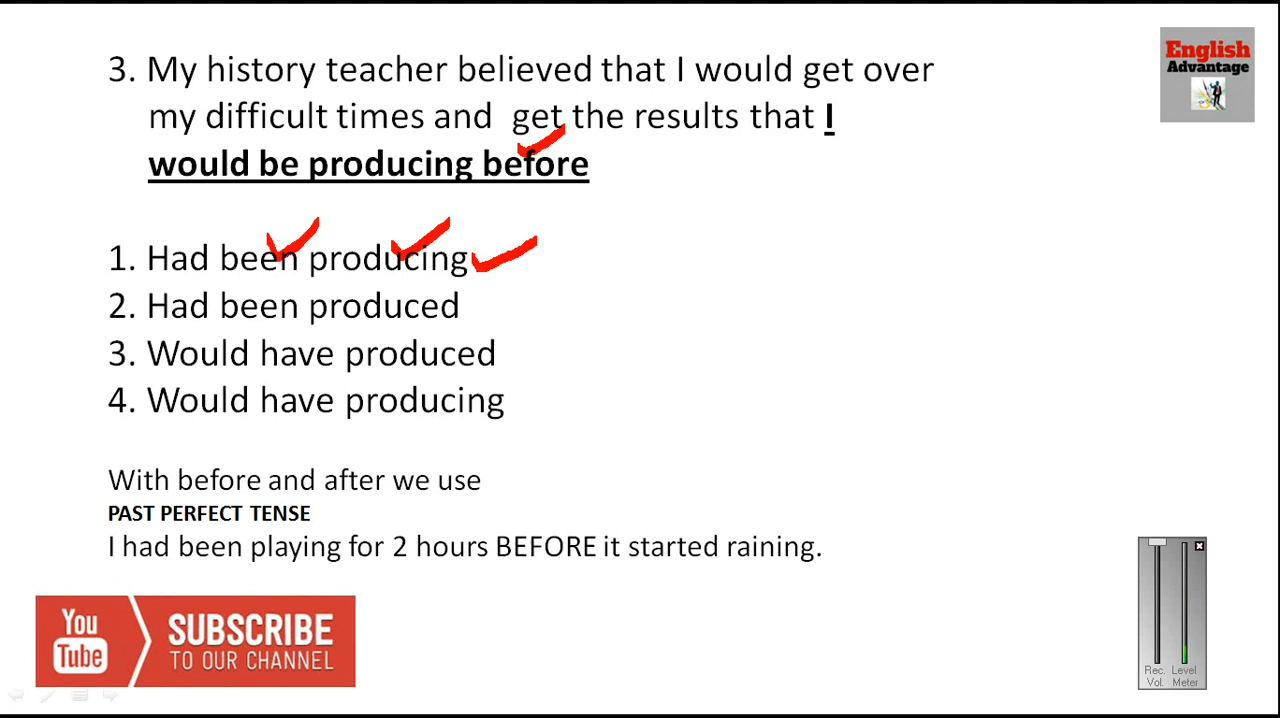 3. My history teacher believed that I would get over
my difficult times and get the results that I
would be producing before
English
Advantage
1. Had been producing
2. Had been produced
3. Would have produced
4. Would have producing
With before and after we use
PAST PERFECT TENSE
I had been playing for 2 hours BEFORE it started raining.
You
Tube
SUBSCRIBE
TO OUR CHANNEL
Rec. Level
Vol. Meter